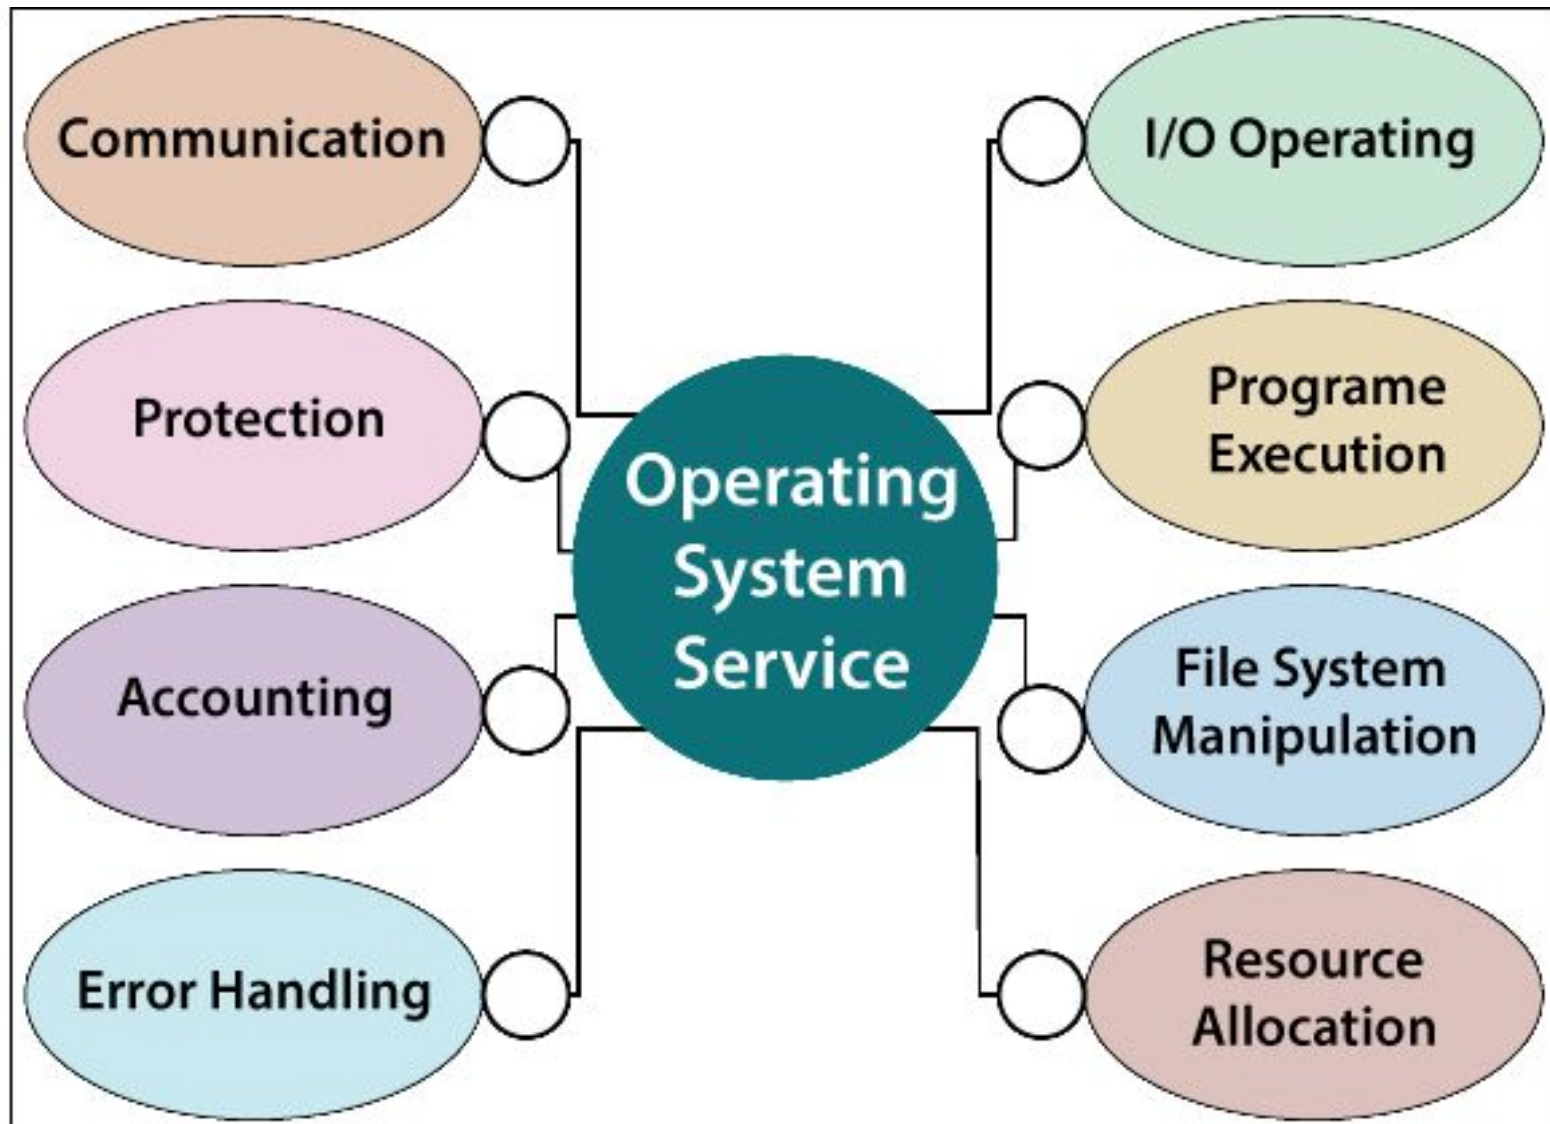 Communication
Protection
Accounting
Error Handling
Operating
System
Service
I/O Operating
Programe
Execution
File System
Manipulation
Resource
Allocation